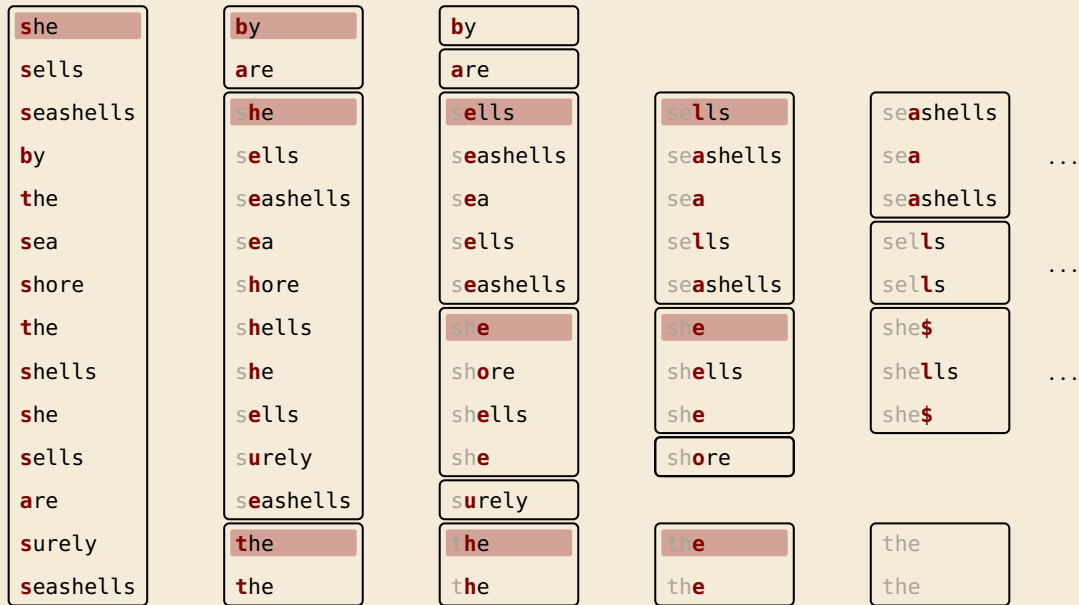 she by by
sells are are
seashells she sells sells seashells
by sells seashells seashells sea ...
the seashells sea sea seashells
sea sea sells sells sells
shore shore seashells seashells sells ...
the shells she she she$
shells she shore shells shells ...
she sells shells she she$
sells surely she shore
are seashells surely
surely the the the the
seashells the the the the